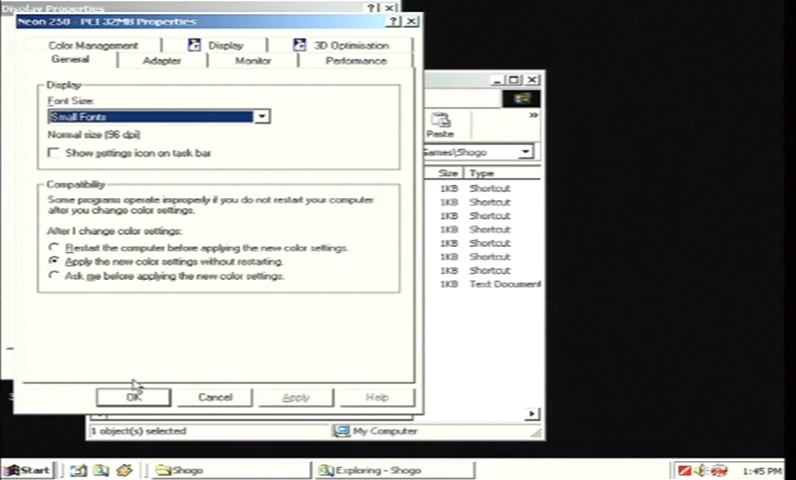 Display Properties
Neon 250 - PCI 32MB Properties
Color Management
Display
3D Optimisation
General
Adapter
Monitor
Performance
Display
Font Size:
Small Fonts
Normal size (96 dpi)
Show settings icon on task bar
Compatibility
Some programs operate improperly if you do not restart your computer
after you change color settings.
After I change color settings:
Restart the computer before applying the new color settings.
Apply the new color settings without restarting.
Ask me before applying the new color settings.
OK
Cancel
Apply
Help
Paste
Games\Shogo
Size
Type
1KB Shortcut
1KB Shortcut
1KB Shortcut
1KB Shortcut
1KB Shortcut
1KB Shortcut
1KB Shortcut
1KB Text Document
1 object(s) selected
My Computer
Start
Shogo
Exploring - Shogo
1:45 PM